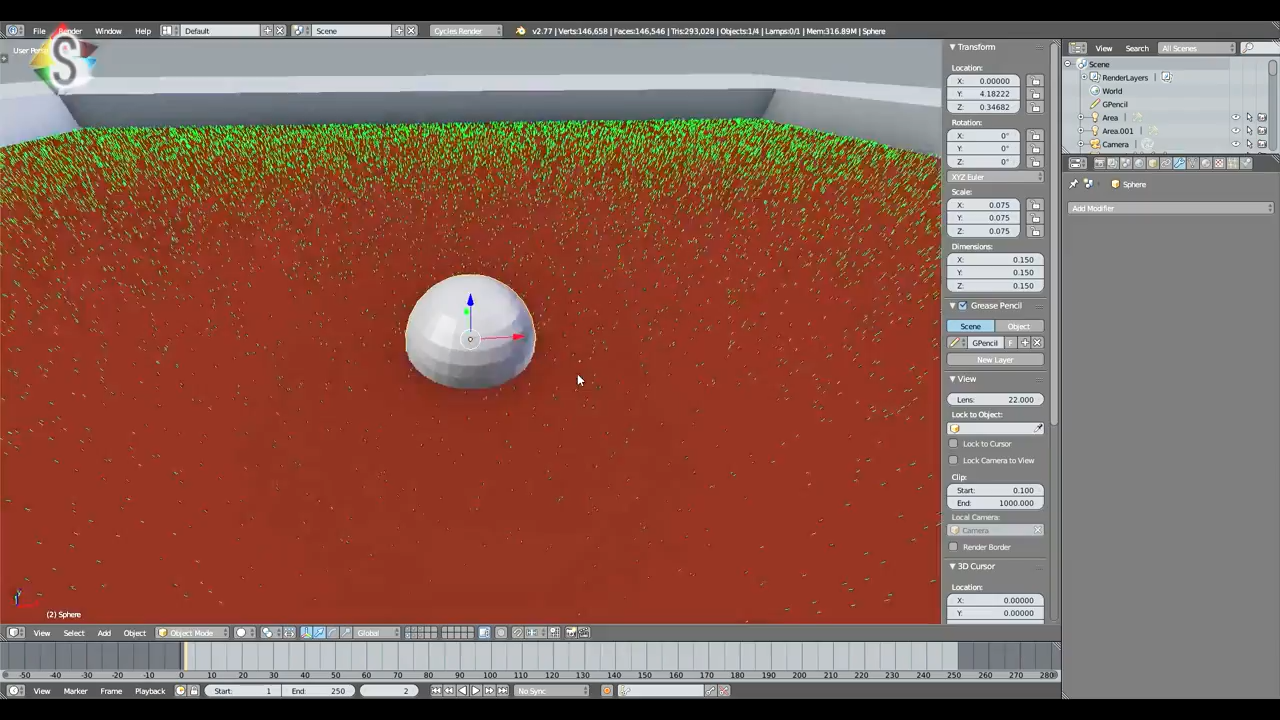 File Render Window Help Default Scene Cycles Render v2.77 | Verts:146,658 | Faces:146,546 | Tris:293,028 | Objects:1/4 | Lamps:0/1 | Mem:316.89M | Sphere
User Persp
S
Transform
Location:
X: 0.00000
Y: 4.18222
Z: 0.34682
Rotation:
X: 0°
Y: 0°
Z: 0°
XYZ Euler
Scale:
X: 0.075
Y: 0.075
Z: 0.075
Dimensions:
X: 0.150
Y: 0.150
Z: 0.150
Grease Pencil
Scene Object
GPencil F
New Layer
View
Lens: 22.000
Lock to Object:
Lock to Cursor
Lock Camera to View
Clip:
Start: 0.100
End: 1000.000
Local Camera:
Camera
Render Border
3D Cursor
Location:
X: 0.00000
Y: 0.00000
View Search All Scenes
Scene
RenderLayers
World
GPencil
Area
Area.001
Camera
Sphere
Add Modifier
(2) Sphere
View Select Add Object Object Mode Global
-50 -40 -30 -20 -10 0 10 20 30 40 50 60 70 80 90 100 110 120 130 140 150 160 170 180 190 200 210 220 230 240 250 260 270 280
View Marker Frame Playback Start: 1 End: 250 2 No Sync